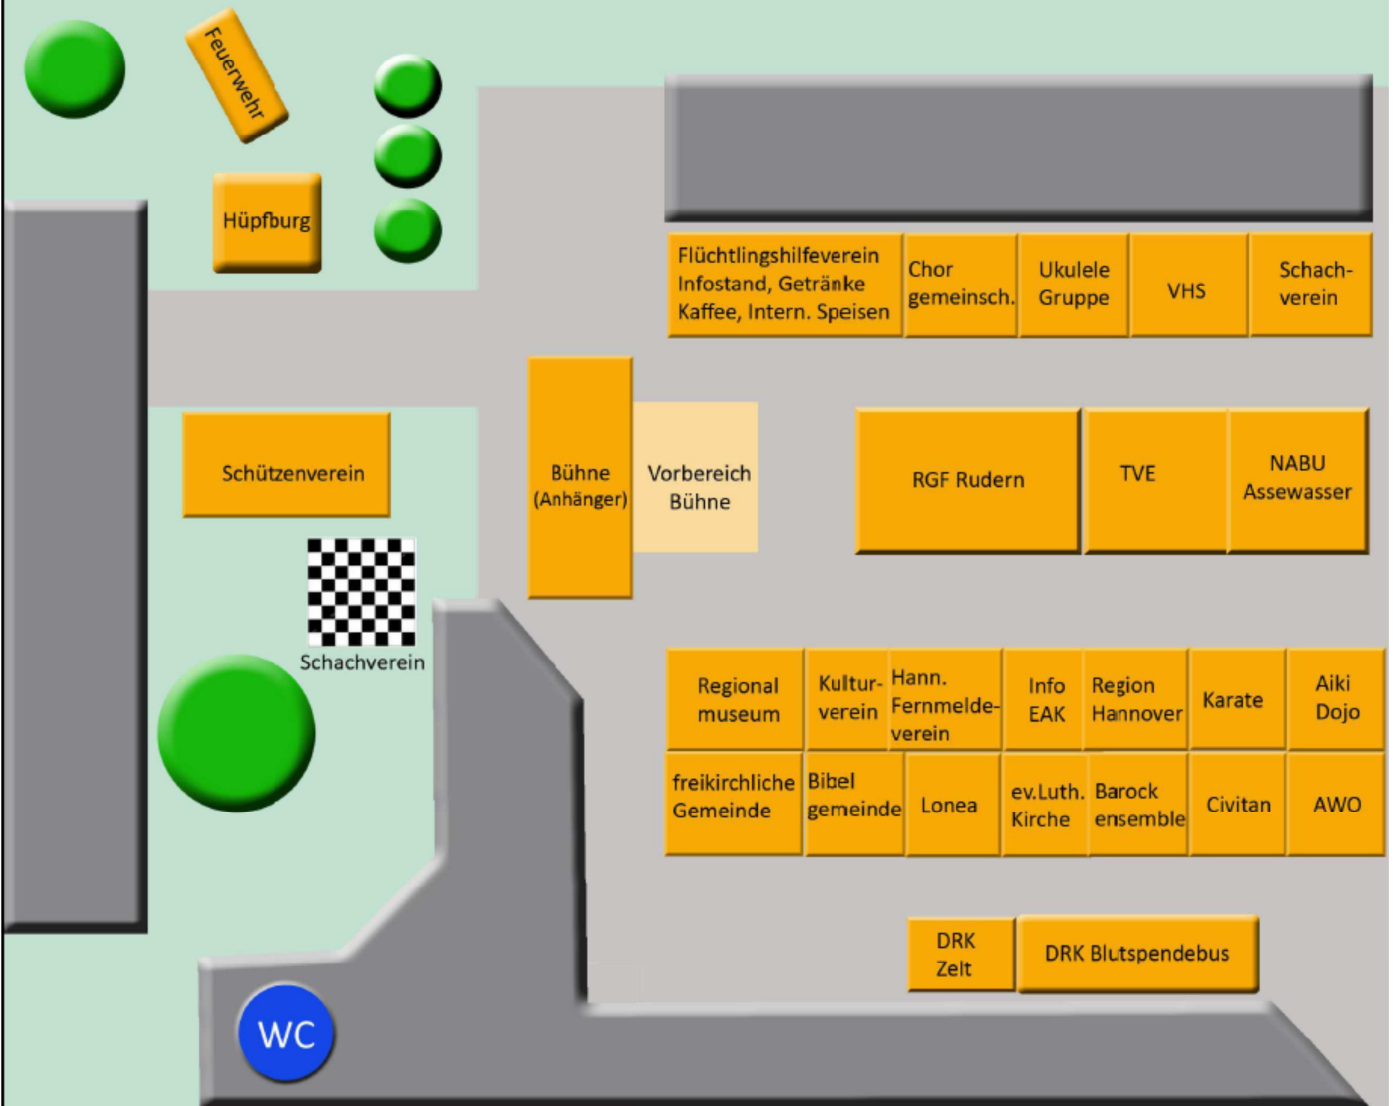 Feuerwehr
Hüpfburg
Flüchtlingshilfeverein
Infostand, Getränke
Kaffee, Intern. Speisen
Chor
gemeinsch.
Ukulele
Gruppe
VHS
Schach-
verein
Schützenverein
Bühne
(Anhänger)
Vorbereich
Bühne
RGF Rudern
TVE
NABU
Assewasser
Schachverein
Regional
museum
Kultur-
verein
Hann.
Fernmelde-
verein
Info
EAK
Region
Hannover
Karate
Aiki
Dojo
freikirchliche
Gemeinde
Bibel
gemeinde
Lonea
ev.Luth.
Kirche
Barock
ensemble
Civitan
AWO
DRK
Zelt
DRK Blutspendebus
WC